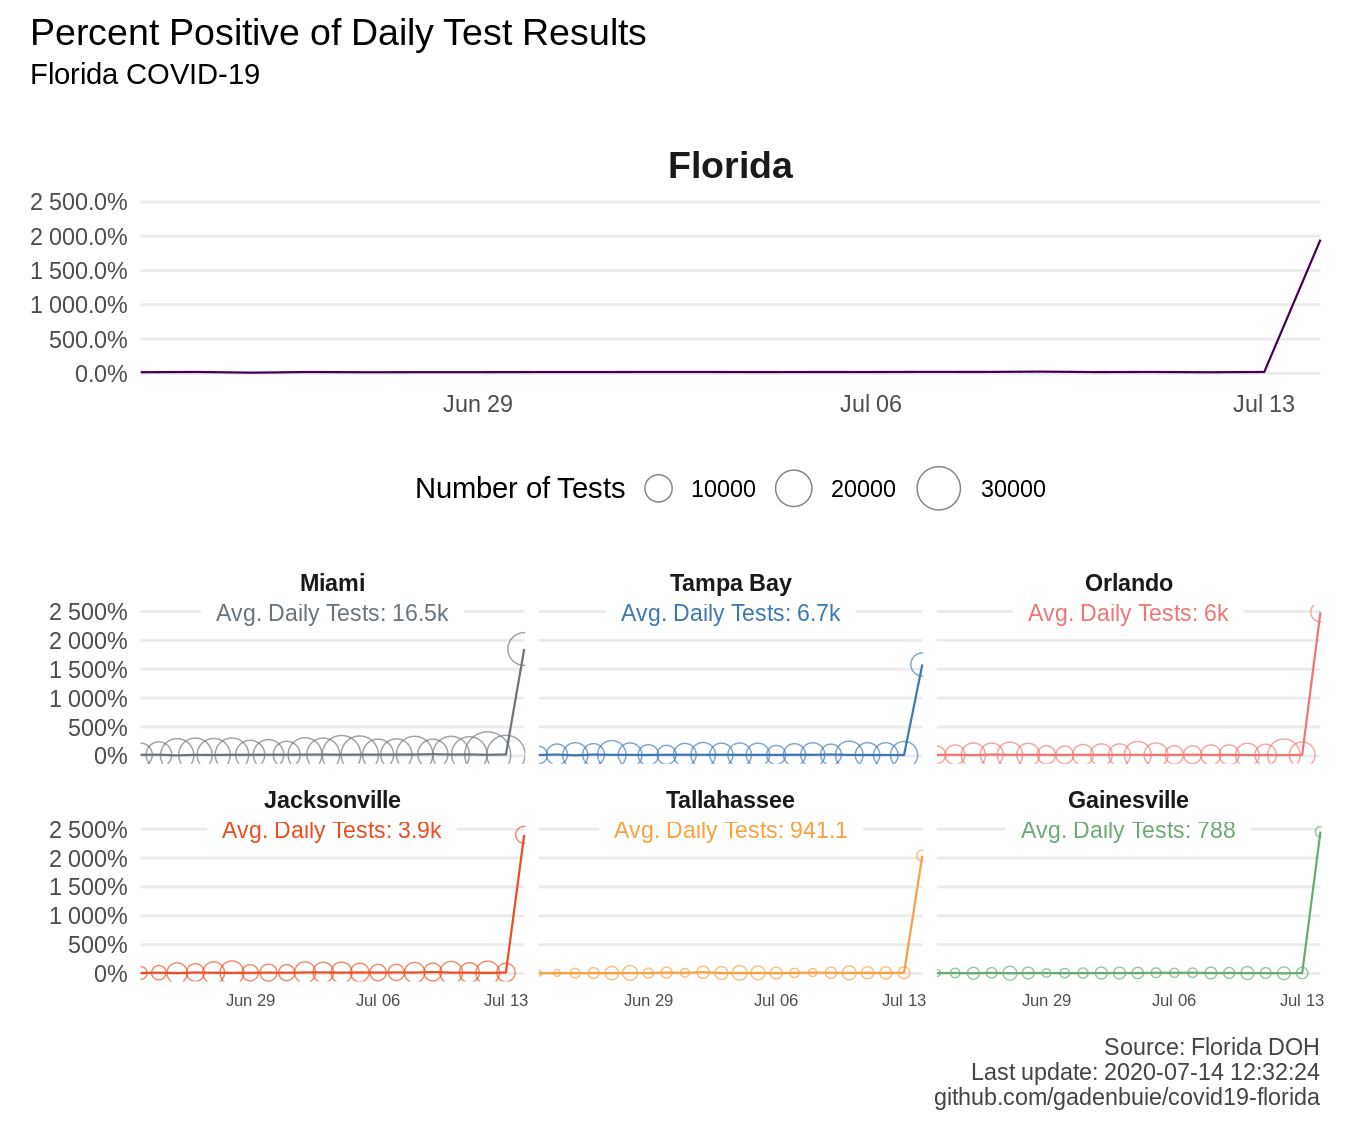 Percent Positive of Daily Test Results
Florida COVID-19
Florida
2 500.0%
2 000.0%
1 500.0%
1 000.0%
500.0%
0.0%
Jun 29 Jul 06 Jul 13
Number of Tests 10000 20000 30000
Miami Tampa Bay Orlando
Avg. Daily Tests: 16.5k Avg. Daily Tests: 6.7k Avg. Daily Tests: 6k
2 500%
2 000%
1 500%
1 000%
500%
0%
Jacksonville Tallahassee Gainesville
Avg. Daily Tests: 3.9k Avg. Daily Tests: 941.1 Avg. Daily Tests: 788
2 500%
2 000%
1 500%
1 000%
500%
0%
Jun 29 Jul 06 Jul 13 Jun 29 Jul 06 Jul 13 Jun 29 Jul 06 Jul 13
Source: Florida DOH
Last update: 2020-07-14 12:32:24
github.com/gadenbuie/covid19-florida